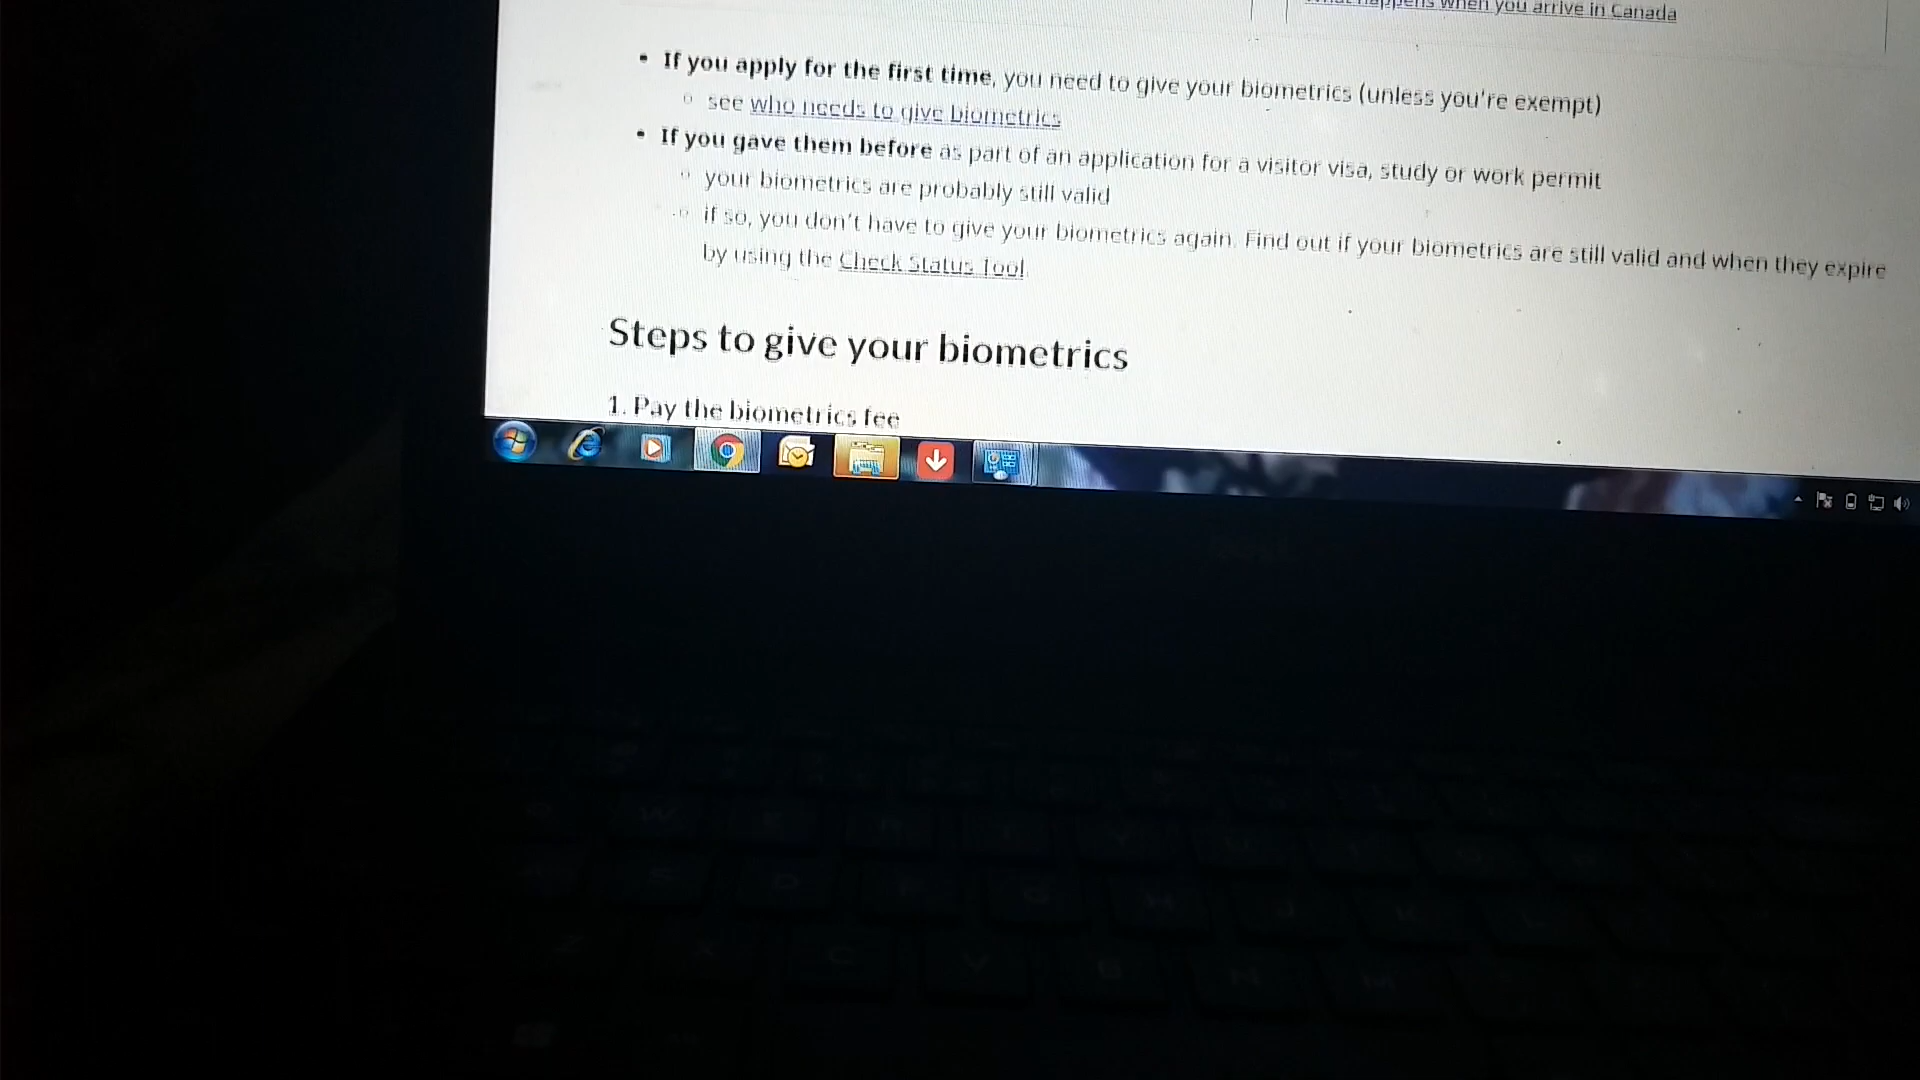 when you arrive in Canada
• If you apply for the first time, you need to give your biometrics (unless you're exempt)
see who needs to give biometrics
• If you gave them before as part of an application for a visitor visa, study or work permit
your biometrics are probably still valid
if so, you don't have to give your biometrics again. Find out if your biometrics are still valid and when they expire
by using the Check Status Tool
Steps to give your biometrics
1. Pay the biometrics fee